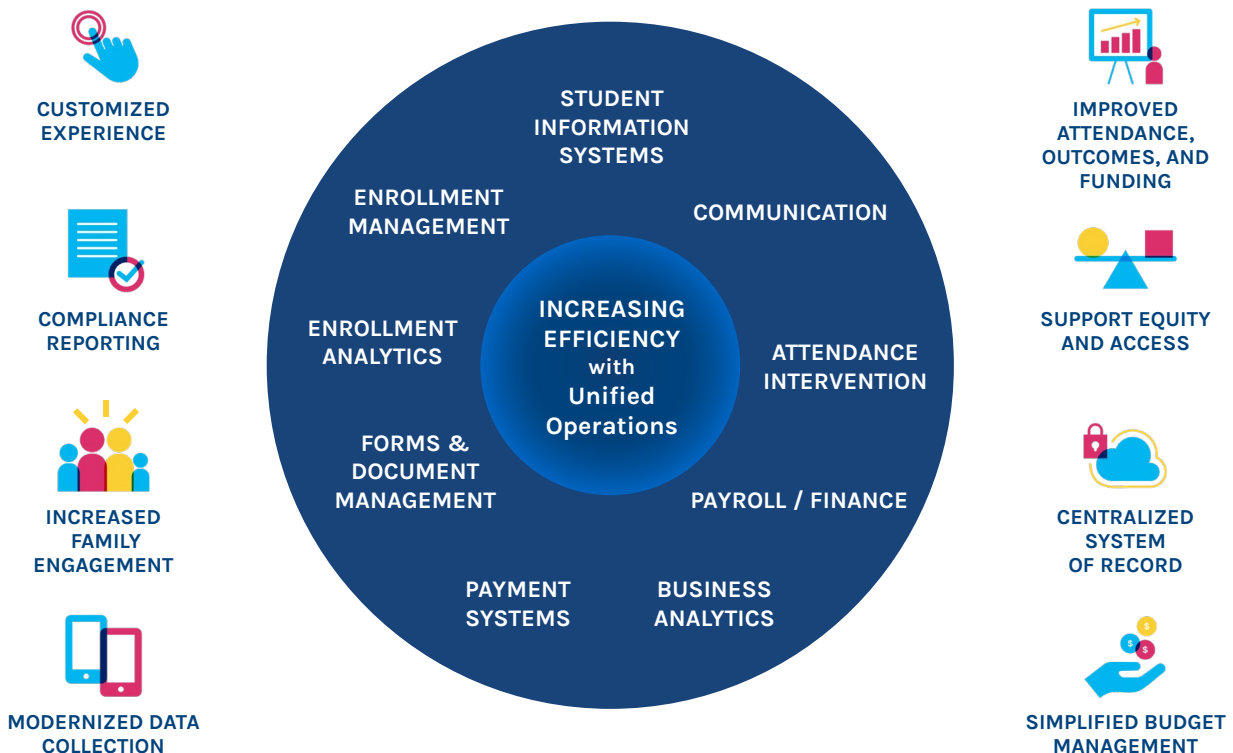 CUSTOMIZED
EXPERIENCE
COMPLIANCE
REPORTING
INCREASED
FAMILY
ENGAGEMENT
MODERNIZED DATA
COLLECTION
STUDENT
INFORMATION
SYSTEMS
ENROLLMENT
MANAGEMENT
COMMUNICATION
ENROLLMENT
ANALYTICS
INCREASING
EFFICIENCY
with
Unified
Operations
ATTENDANCE
INTERVENTION
FORMS &
DOCUMENT
MANAGEMENT
PAYROLL / FINANCE
PAYMENT
SYSTEMS
BUSINESS
ANALYTICS
IMPROVED
ATTENDANCE,
OUTCOMES, AND
FUNDING
SUPPORT EQUITY
AND ACCESS
CENTRALIZED
SYSTEM
OF RECORD
$
$
$
SIMPLIFIED BUDGET
MANAGEMENT